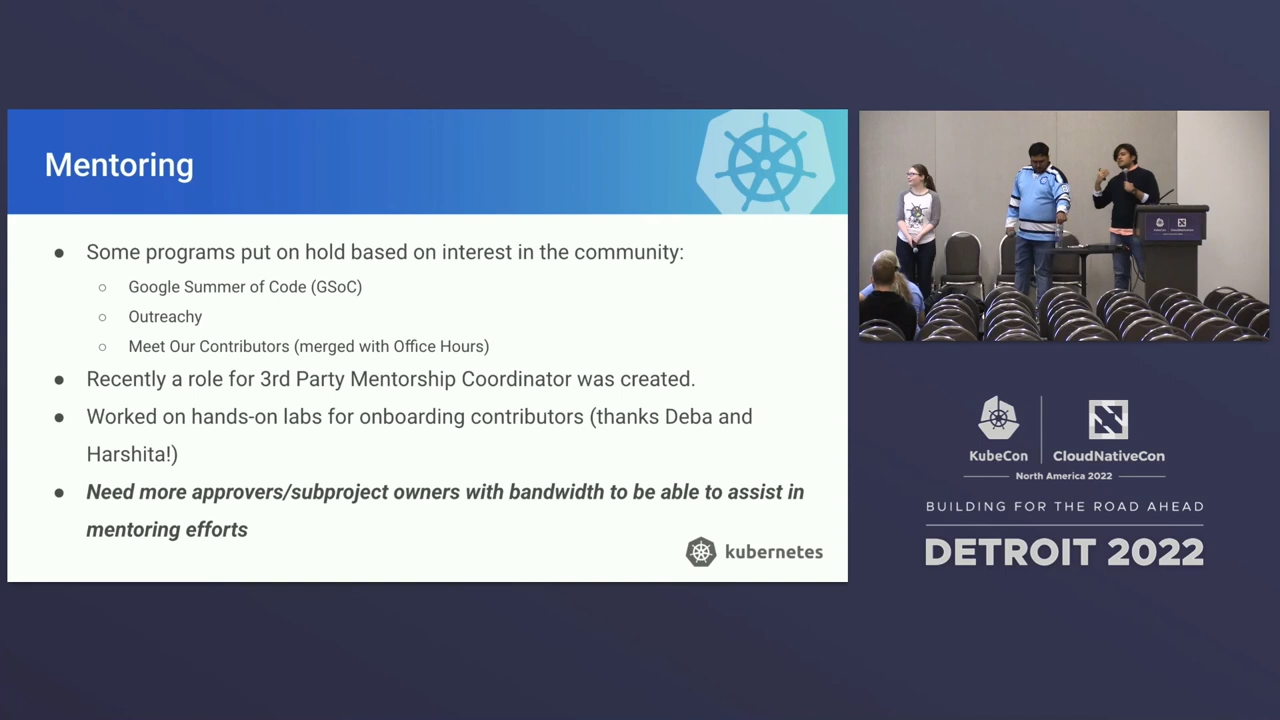 Mentoring
Some programs put on hold based on interest in the community:
Google Summer of Code (GSoC)
Outreachy
Meet Our Contributors (merged with Office Hours)
Recently a role for 3rd Party Mentorship Coordinator was created.
Worked on hands-on labs for onboarding contributors (thanks Deba and
Harshita!)
Need more approvers/subproject owners with bandwidth to be able to assist in
mentoring efforts
kubernetes
KubeCon
CloudNativeCon
North America 2022
BUILDING FOR THE ROAD AHEAD
DETROIT 2022